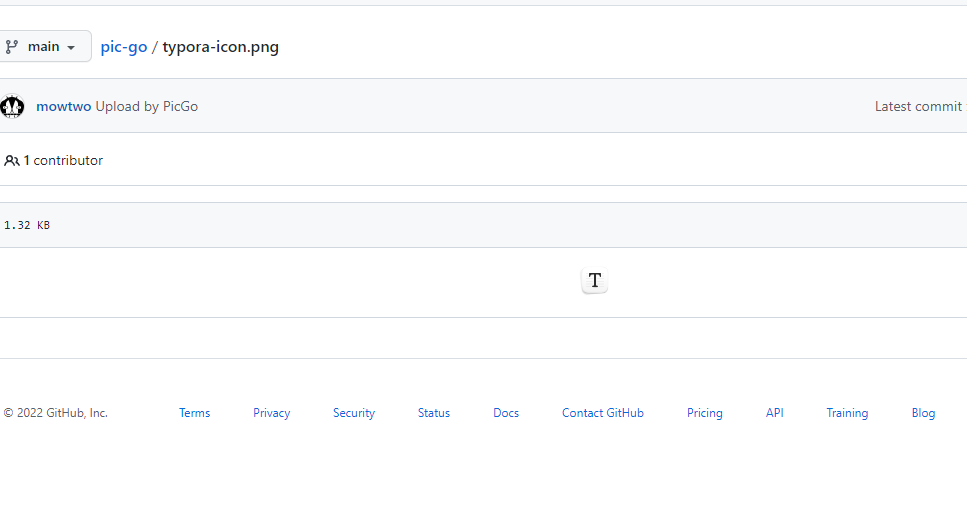 main
pic-go / typora-icon.png
mowtwo Upload by PicGo Latest commit
1 contributor
1.32 KB
T
© 2022 GitHub, Inc. Terms Privacy Security Status Docs Contact GitHub Pricing API Training Blog